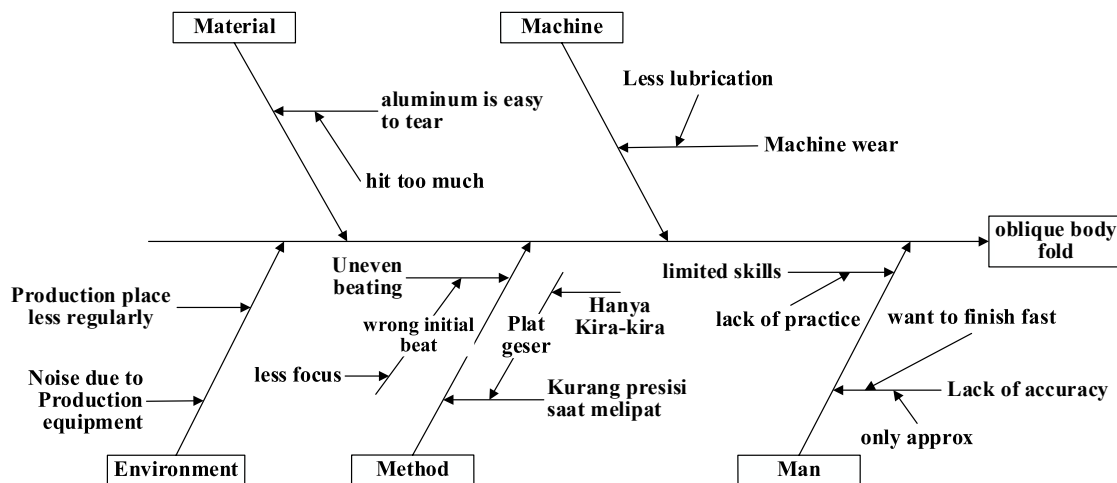 Material
Machine
Less lubrication
aluminum is easy
to tear
Machine wear
hit too much
oblique body
fold
Uneven
beating
limited skills
Production place
less regularly
Hanya
Kira-kira
wrong initial
beat
Plat
geser
lack of practice
want to finish fast
less focus
Noise due to
Production
equipment
Kurang presisi
saat melipat
Lack of accuracy
only approx
Environment
Method
Man